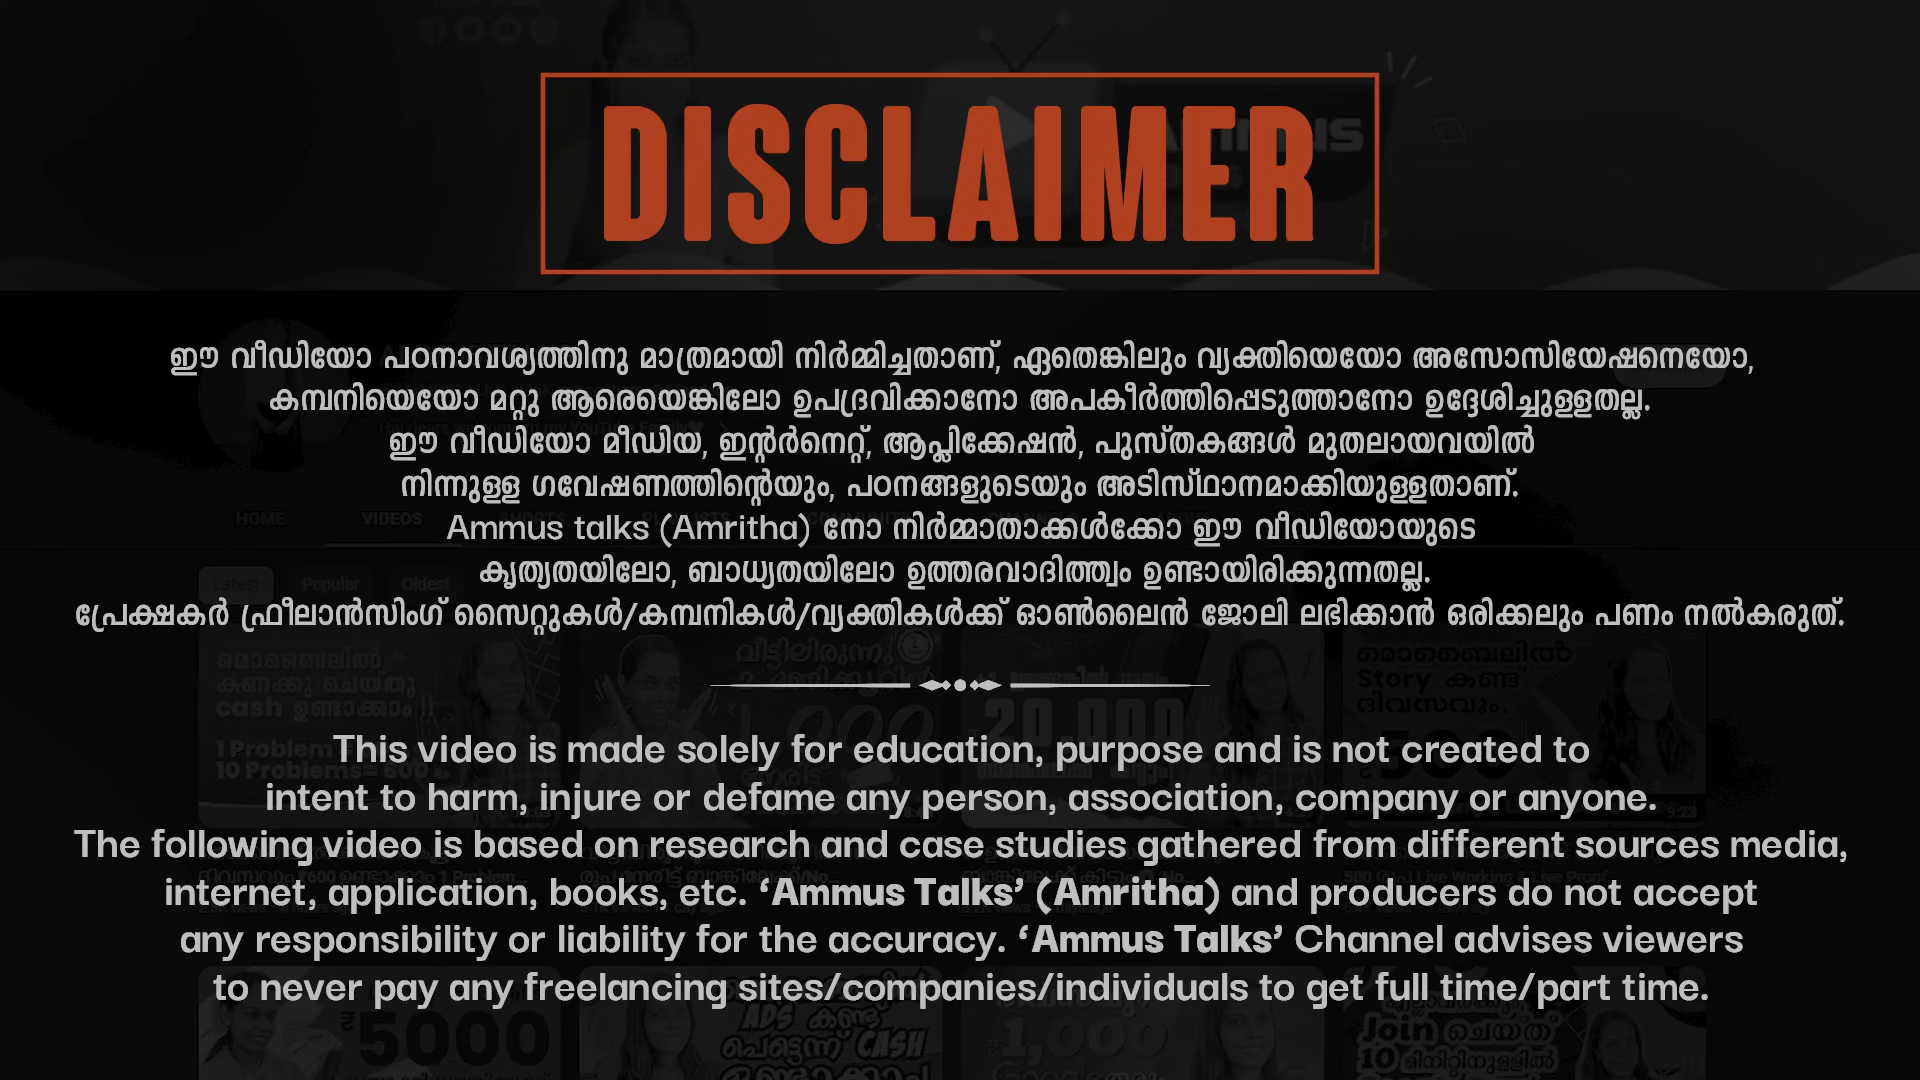 DISCLAIMER
ഈ വീഡിയോ പഠനാവശ്യത്തിനു മാത്രമായി നിർമ്മിച്ചതാണ്, ഏതെങ്കിലും വ്യക്തിയെയോ അസോസിയേഷനെയോ,
കമ്പനിയെയോ മറ്റു ആരെയെങ്കിലോ ഉപദ്രവിക്കാനോ അപകീർത്തിപ്പെടുത്താനോ ഉദ്ദേശിച്ചുള്ളതല്ല.
ഈ വീഡിയോ മീഡിയ, ഇന്റർനെറ്റ്, ആപ്ലിക്കേഷൻ, പുസ്തകങ്ങൾ മുതലായവയിൽ
നിന്നുള്ള ഗവേഷണത്തിന്റെയും, പഠനങ്ങളുടെയും അടിസ്ഥാനമാക്കിയുള്ളതാണ്.
Ammus talks (Amritha) നോ നിർമ്മാതാക്കൾക്കോ ഈ വീഡിയോയുടെ
കൃത്യതയിലോ, ബാധ്യതയിലോ ഉത്തരവാദിത്ത്വം ഉണ്ടായിരിക്കുന്നതല്ല.
പ്രേക്ഷകർ ഫ്രീലാൻസിംഗ് സൈറ്റുകൾ/കമ്പനികൾ/വ്യക്തികൾക്ക് ഓൺലൈൻ ജോലി ലഭിക്കാൻ ഒരിക്കലും പണം നൽകരുത്.
This video is made solely for education, purpose and is not created to
intent to harm, injure or defame any person, association, company or anyone.
The following video is based on research and case studies gathered from different sources media,
internet, application, books, etc. ‘Ammus Talks’ (Amritha) and producers do not accept
any responsibility or liability for the accuracy. ‘Ammus Talks’ Channel advises viewers
to never pay any freelancing sites/companies/individuals to get full time/part time.